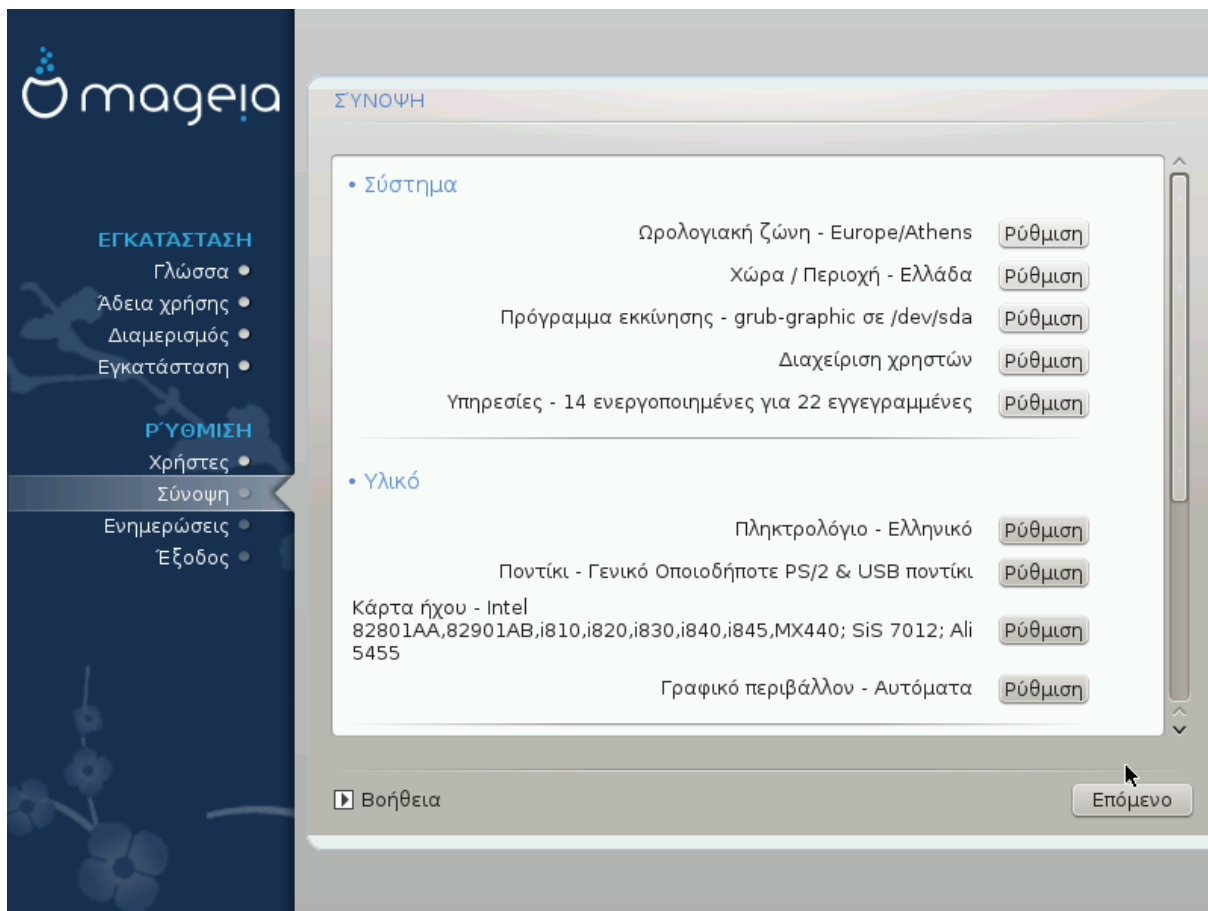 mageia
ΕΓΚΑΤΆΣΤΑΣΗ
Γλώσσα
Άδεια χρήσης
Διαμερισμός
Εγκατάσταση
ΡΎΘΜΙΣΗ
Χρήστες
Σύνοψη
Ενημερώσεις
Έξοδος
ΣΎΝΟΨΗ
• Σύστημα
Ωρολογιακή ζώνη - Europe/Athens Ρύθμιση
Χώρα / Περιοχή - Ελλάδα Ρύθμιση
Πρόγραμμα εκκίνησης - grub-graphic σε /dev/sda Ρύθμιση
Διαχείριση χρηστών Ρύθμιση
Υπηρεσίες - 14 ενεργοποιημένες για 22 εγγεγραμμένες Ρύθμιση
• Υλικό
Πληκτρολόγιο - Ελληνικό Ρύθμιση
Ποντίκι - Γενικό Οποιοδήποτε PS/2 & USB ποντίκι Ρύθμιση
Κάρτα ήχου - Intel
82801AA,82901AB,i810,i820,i830,i840,i845,MX440; SiS 7012; Ali Ρύθμιση
5455
Γραφικό περιβάλλον - Αυτόματα Ρύθμιση
Βοήθεια
Επόμενο